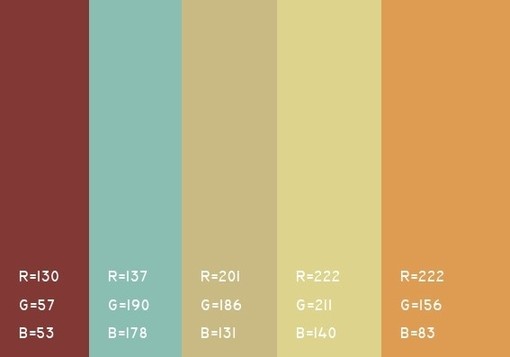 R=130
G=57
B=53
R=137
G=190
B=178
R=201
G=186
B=131
R=222
G=211
B=140
R=222
G=156
B=83